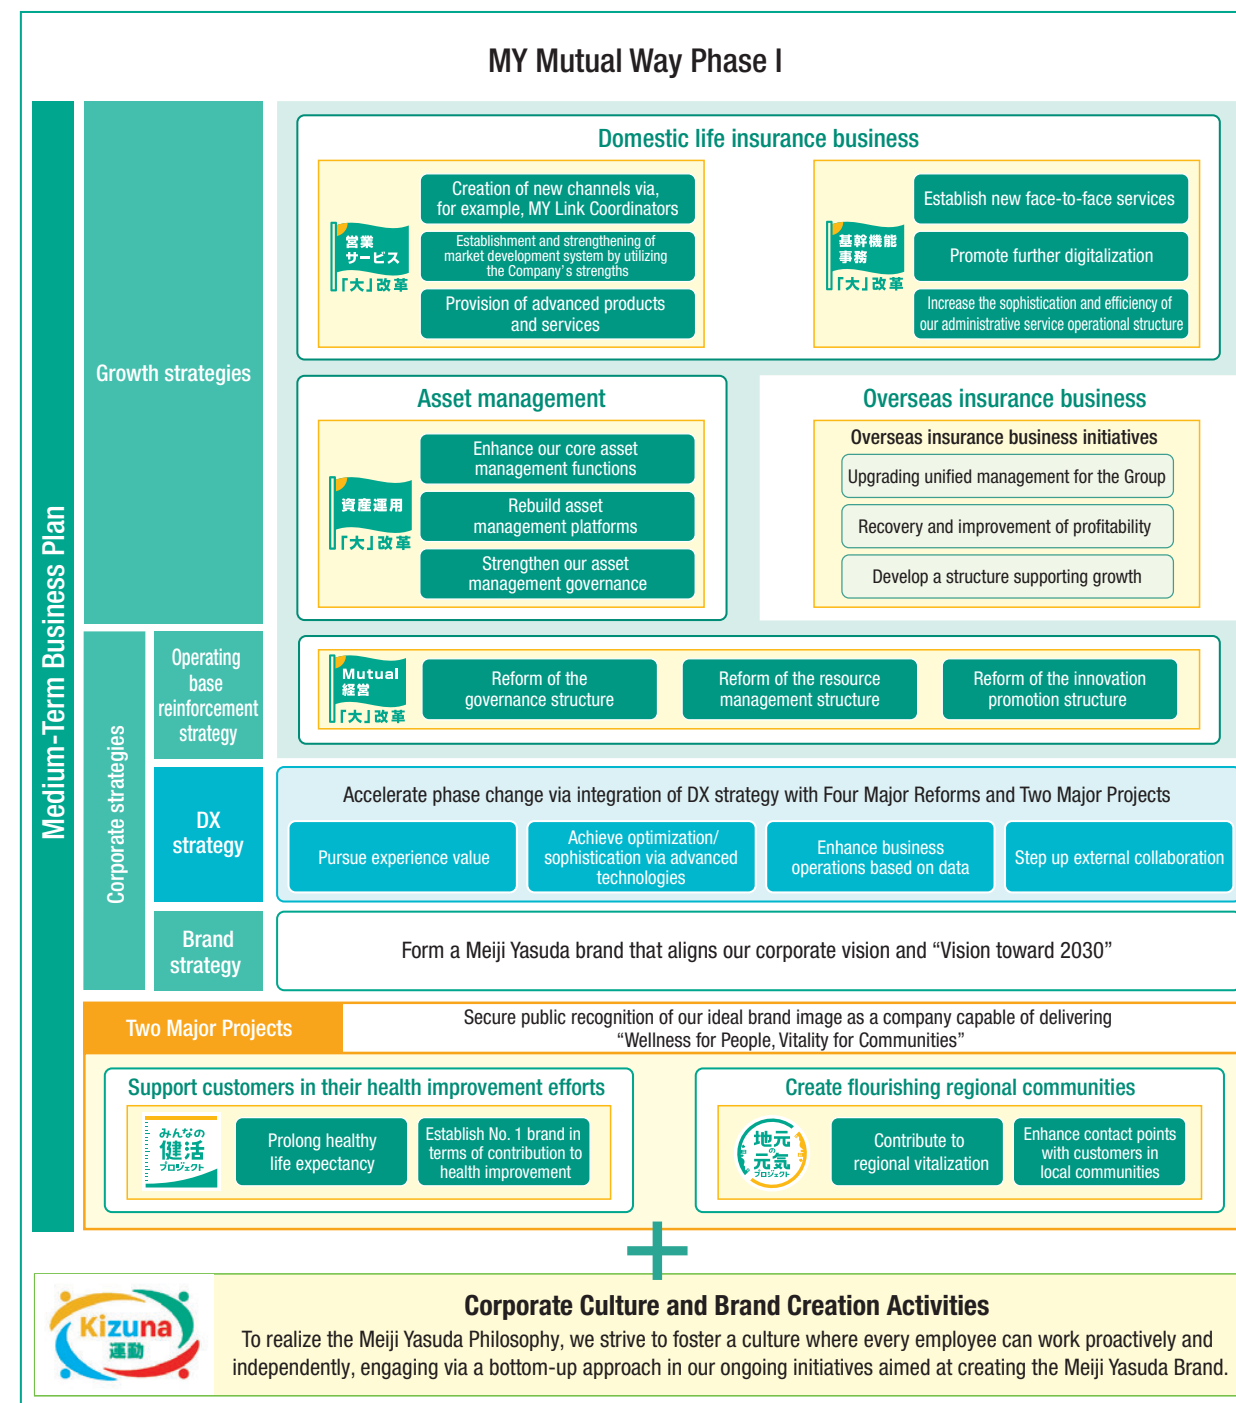 MY Mutual Way Phase I
Medium-Term Business Plan
Growth strategies
Domestic life insurance business
営業
サービス
「大」改革
Creation of new channels via,
for example, MY Link Coordinators
Establishment and strengthening of
market development system by utilizing
the Company's strengths
Provision of advanced products
and services
基幹機能
事務
「大」改革
Establish new face-to-face services
Promote further digitalization
Increase the sophistication and efficiency of
our administrative service operational structure
Asset management
資産運用
「大」改革
Enhance our core asset
management functions
Rebuild asset
management platforms
Strengthen our asset
management governance
Overseas insurance business
Overseas insurance business initiatives
Upgrading unified management for the Group
Recovery and improvement of profitability
Develop a structure supporting growth
Corporate strategies
Operating
base
reinforcement
strategy
Mutual
経営
「大」改革
Reform of the
governance structure
Reform of the resource
management structure
Reform of the innovation
promotion structure
DX
strategy
Accelerate phase change via integration of DX strategy with Four Major Reforms and Two Major Projects
Pursue experience value
Achieve optimization/
sophistication via advanced
technologies
Enhance business
operations based on data
Step up external collaboration
Brand
strategy
Form a Meiji Yasuda brand that aligns our corporate vision and “Vision toward 2030”
Two Major Projects
Secure public recognition of our ideal brand image as a company capable of delivering
“Wellness for People, Vitality for Communities”
Support customers in their health improvement efforts
みんなの
健活
プロジェクト
Prolong healthy
life expectancy
Establish No. 1 brand in
terms of contribution to
health improvement
Create flourishing regional communities
地元
の
元気
プロジェクト
Contribute to
regional vitalization
Enhance contact points
with customers in
local communities
+
Kizuna
運動
Corporate Culture and Brand Creation Activities
To realize the Meiji Yasuda Philosophy, we strive to foster a culture where every employee can work proactively and
independently, engaging via a bottom-up approach in our ongoing initiatives aimed at creating the Meiji Yasuda Brand.